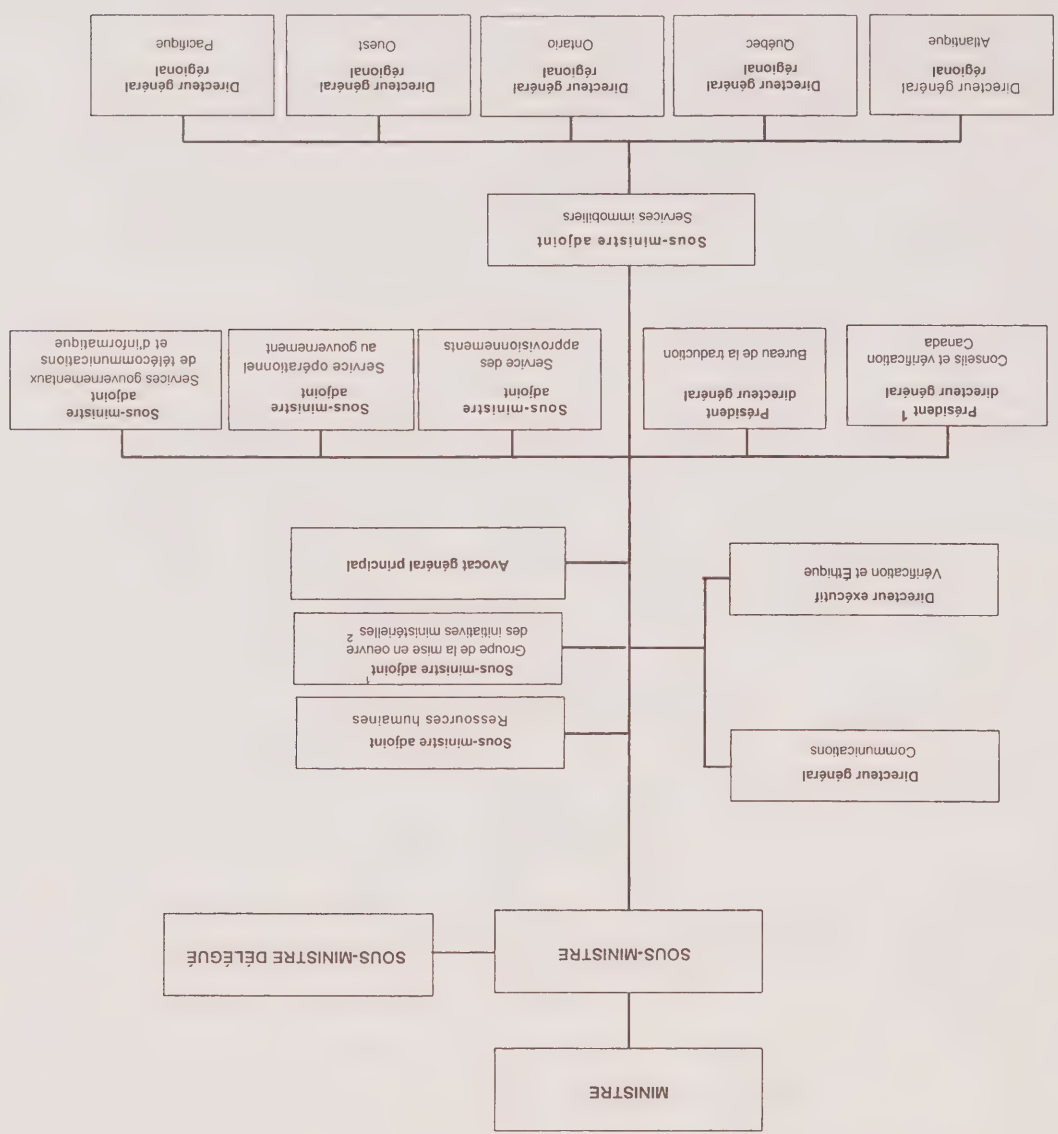 MINISTRE
SOUS-MINISTRE
SOUS-MINISTRE DÉLÉGUÉ
Directeur général
Communications
Sous-ministre adjoint
Ressources humaines
Sous-ministre adjoint 1
Groupe de la mise en oeuvre
des initiatives ministérielles 2
Directeur exécutif
Vérification et Éthique
Avocat général principal
Président 1
directeur général
Conseils et vérification
Canada
Président
directeur général
Bureau de la traduction
Sous-ministre
adjoint
Service des
approvisionnements
Sous-ministre
adjoint
Service opérationnel
au gouvernement
Sous-ministre
adjoint
Services gouvernementaux
de télécommunications
et d'informatique
Sous-ministre adjoint
Services immobiliers
Directeur général
régional
Atlantique
Directeur général
régional
Québec
Directeur général
régional
Ontario
Directeur général
régional
Ouest
Directeur général
régional
Pacifique